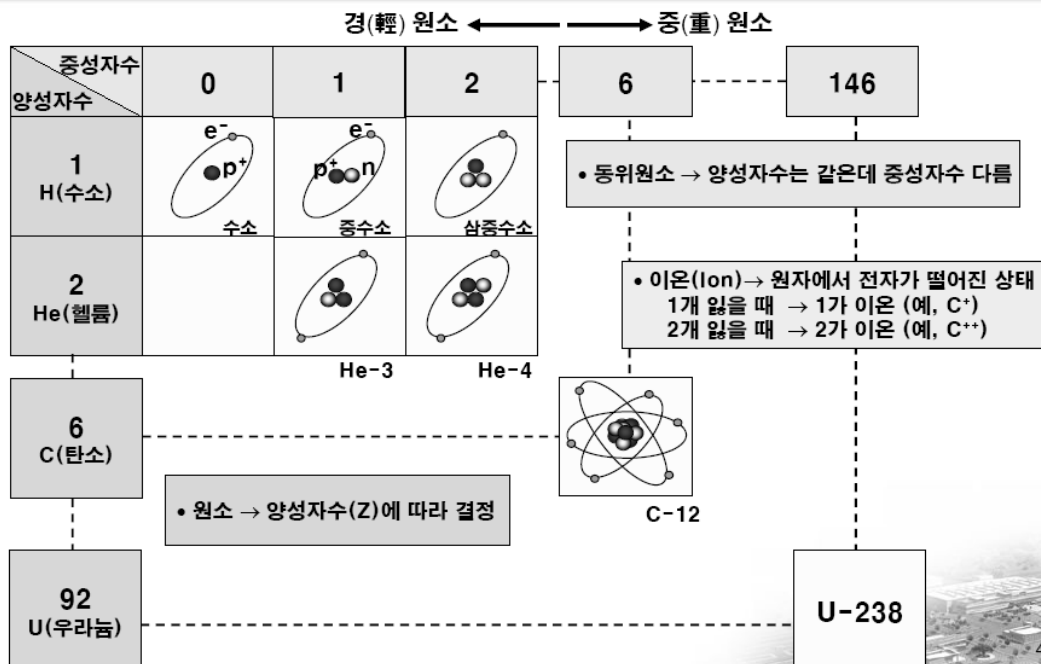 경(輕) 원소 ←→ 중(重) 원소
중성자수
양성자수
0
1
2
6
146
1
H(수소)
e⁻
p⁺
수소
e⁻
p⁺ n
중수소
삼중수소
• 동위원소 → 양성자수는 같은데 중성자수 다름
2
He(헬륨)
He-3
He-4
• 이온(Ion) → 원자에서 전자가 떨어진 상태
1개 잃을 때 → 1가 이온 (예, C⁺)
2개 잃을 때 → 2가 이온 (예, C⁺⁺)
6
C(탄소)
C-12
• 원소 → 양성자수(Z)에 따라 결정
92
U(우라늄)
U-238
4